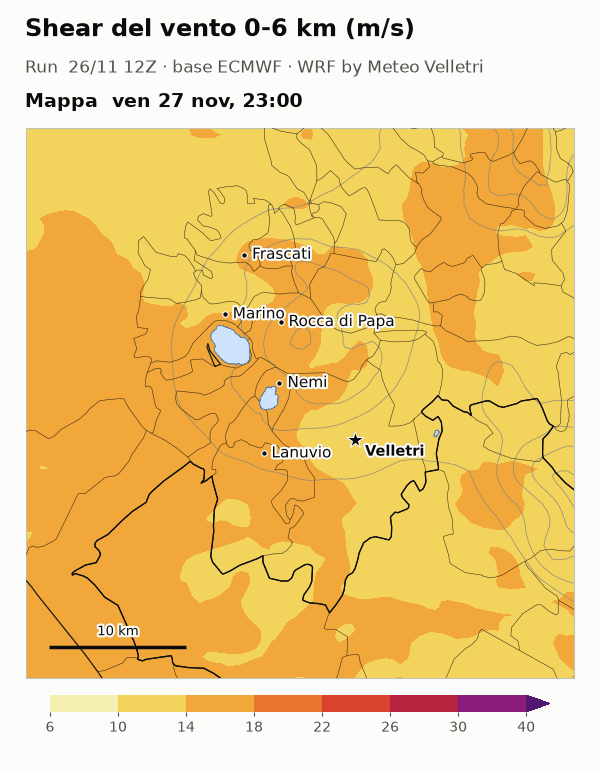 Shear del vento 0-6 km (m/s)
Run  26/11 12Z · base ECMWF · WRF by Meteo Velletri
Mappa  ven 27 nov, 23:00
Frascati
Marino
Rocca di Papa
Nemi
Velletri
Lanuvio
10 km
6 10 14 18 22 26 30 40